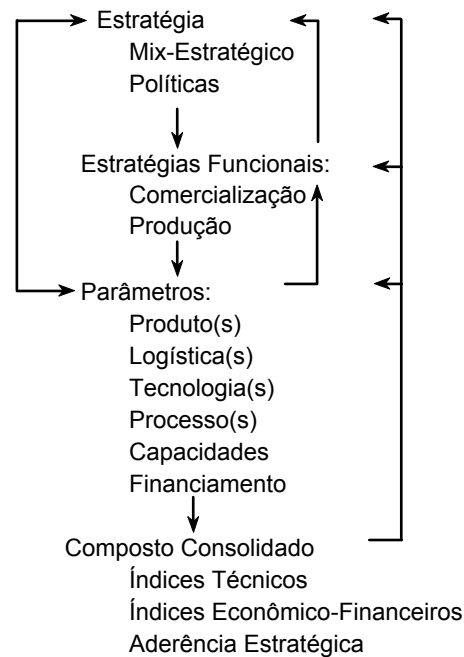 Estratégia
Mix-Estratégico
Políticas
Estratégias Funcionais:
Comercialização
Produção
Parâmetros:
Produto(s)
Logística(s)
Tecnologia(s)
Processo(s)
Capacidades
Financiamento
Composto Consolidado
Índices Técnicos
Índices Econômico-Financeiros
Aderência Estratégica